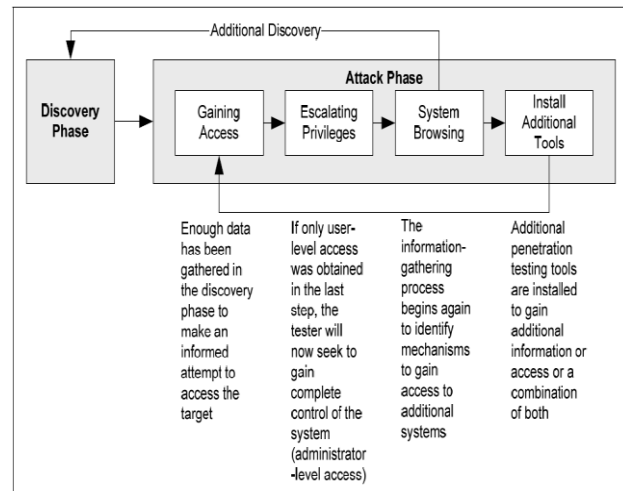 Additional Discovery
Attack Phase
Discovery
Phase
Gaining
Access
Escalating
Privileges
System
Browsing
Install
Additional
Tools
Enough data
has been
gathered in
the discovery
phase to
make an
informed
attempt to
access the
target
If only user-
level access
was obtained
in the last
step, the
tester will
now seek to
gain
complete
control of the
system
(administrator
-level access)
The
information-
gathering
process
begins again
to identify
mechanisms
to gain
access to
additional
systems
Additional
penetration
testing tools
are installed
to gain
additional
information or
access or a
combination
of both